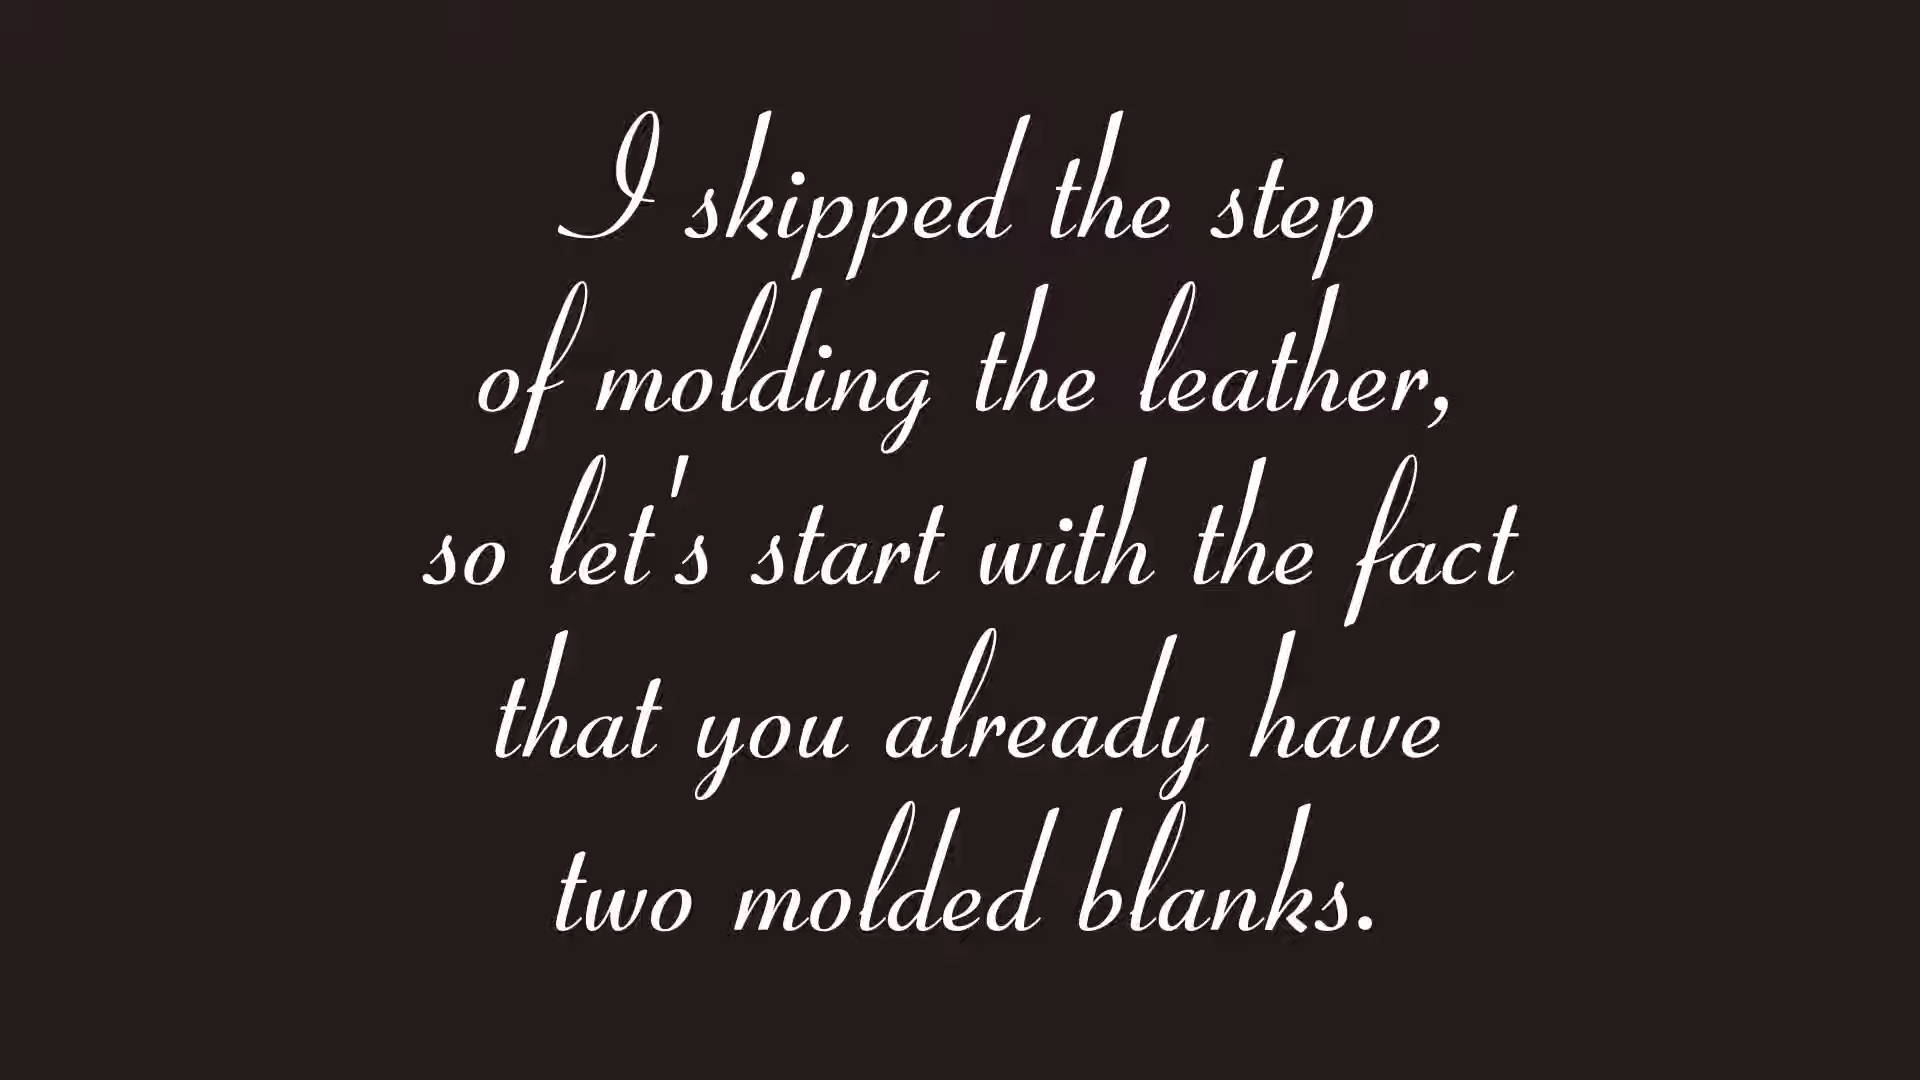 I skipped the step
of molding the leather,
so let's start with the fact
that you already have
two molded blanks.